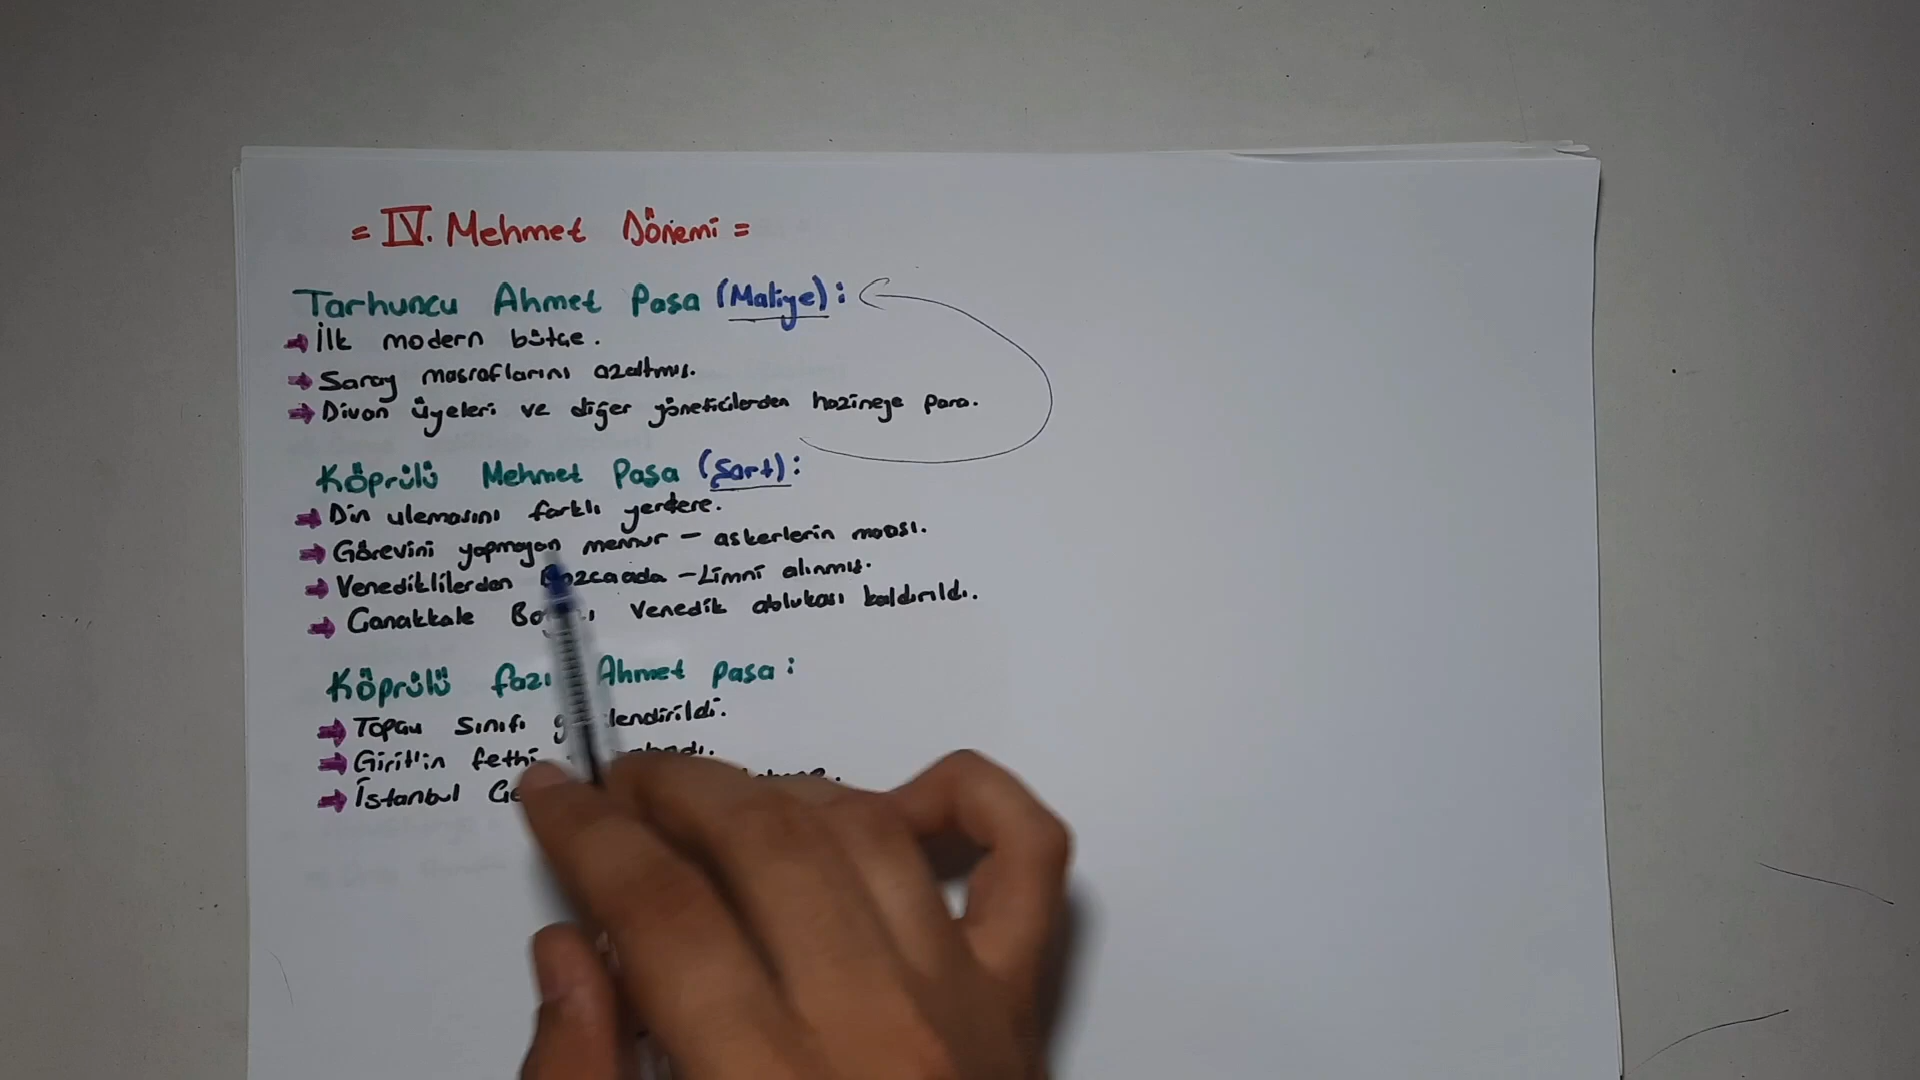 = IV. Mehmet Dönemi =
Tarhuncu Ahmet Paşa (Maliye):
İlk modern bütçe.
Saray masraflarını azaltmış.
Divan üyeleri ve diğer yöneticilerden hazineye para.
Köprülü Mehmet Paşa (Şart):
Din ulemasını farklı yerlere.
Görevini yapmayan memur - askerlerin maaşı.
Venediklilerden Bozcaada - Limni alınmış.
Çanakkale Venedik ablukası kaldırıldı.
Köprülü Ahmet Paşa:
Topçu sınıfı
Girit'in fethi
İstanbul